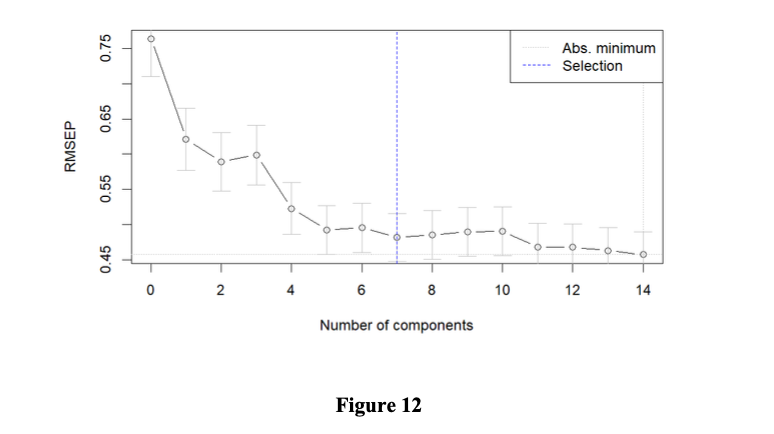 Abs. minimum
Selection
RMSEP
0.75
0.65
0.55
0.45
0 2 4 6 8 10 12 14
Number of components
Figure 12